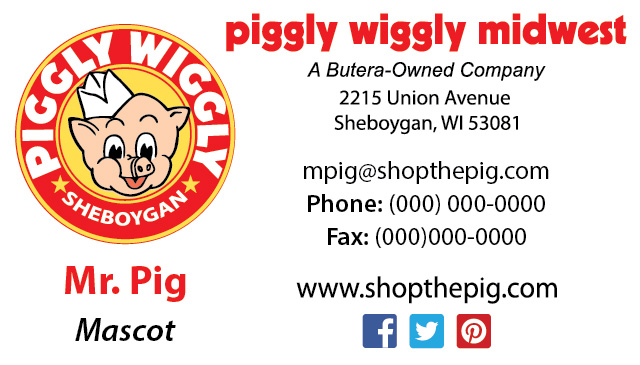 PIGGLY WIGGLY
SHEBOYGAN
Mr. Pig
Mascot
piggly wiggly midwest
A Butera-Owned Company
2215 Union Avenue
Sheboygan, WI 53081
mpig@shopthepig.com
Phone: (000) 000-0000
Fax: (000)000-0000
www.shopthepig.com